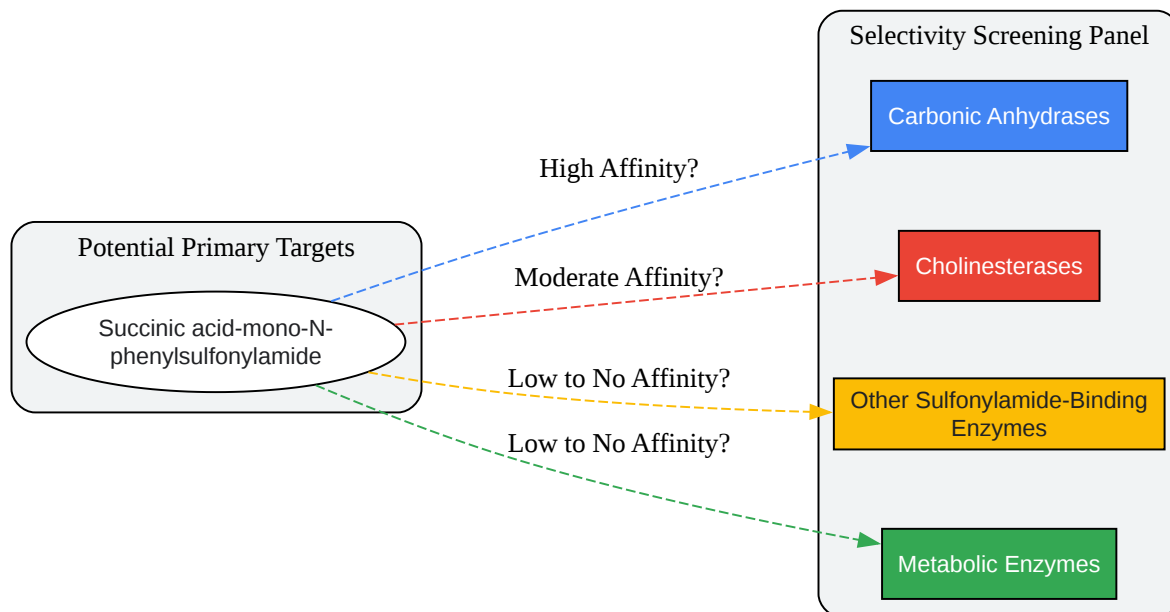 Selectivity Screening Panel
Carbonic Anhydrases
High Affinity?
Potential Primary Targets
Cholinesterases
Moderate Affinity?
Succinic acid-mono-N-
phenylsulfonylamide
Low to No Affinity?
Other Sulfonylamide-Binding
Enzymes
Low to No Affinity?
Metabolic Enzymes